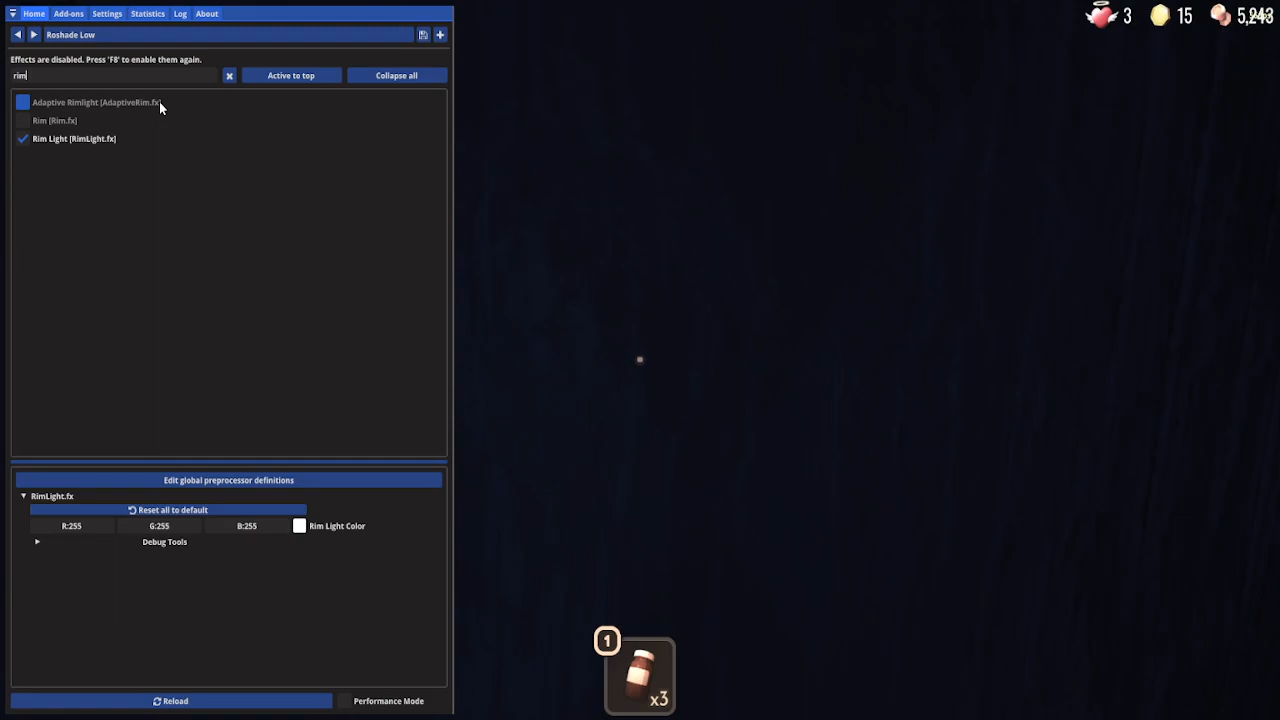 Home Add-ons Settings Statistics Log About
Roshade Low
Effects are disabled. Press 'F8' to enable them again.
rim Active to top Collapse all
Adaptive Rimlight [AdaptiveRim.fx]
Rim [Rim.fx]
Rim Light [RimLight.fx]
Edit global preprocessor definitions
RimLight.fx
Reset all to default
R:255 G:255 B:255 Rim Light Color
Debug Tools
Reload Performance Mode
3 15 5,243
1
x3